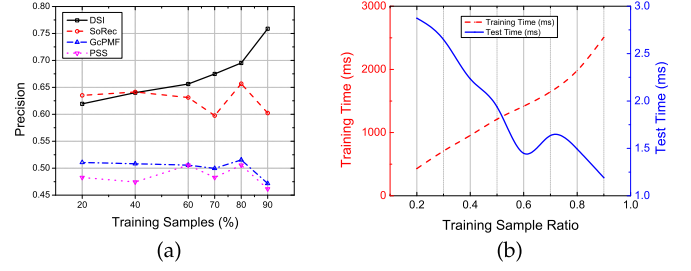 0.80
0.75
0.70
0.65
0.60
0.55
0.50
0.45
Precision
DSI
SoRec
GcPMF
PSS
20
40
60
70
80
90
Training Samples (%)
(a)
3000
2000
1000
0
Training Time (ms)
Training Time (ms)
Test Time (ms)
3.0
2.5
2.0
1.5
1.0
Test Time (ms)
0.2
0.4
0.6
0.8
1.0
Training Sample Ratio
(b)